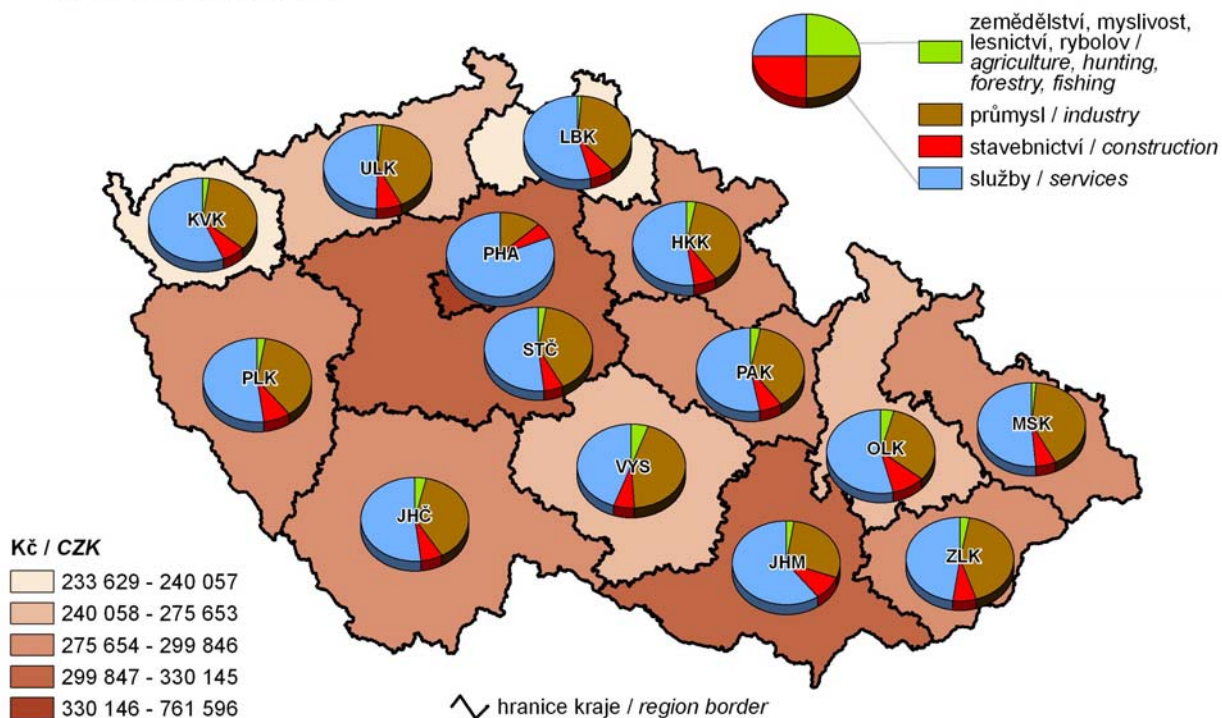 zemědělství, myslivost,
lesnictví, rybolov /
agriculture, hunting,
forestry, fishing
průmysl / industry
stavebnictví / construction
služby / services
LBK
ULK
KVK
HKK
PHA
STČ
PLK
PAK
MSK
OLK
VYS
JHČ
ZLK
JHM
Kč / CZK
233 629 - 240 057
240 058 - 275 653
275 654 - 299 846
299 847 - 330 145
330 146 - 761 596
hranice kraje / region border